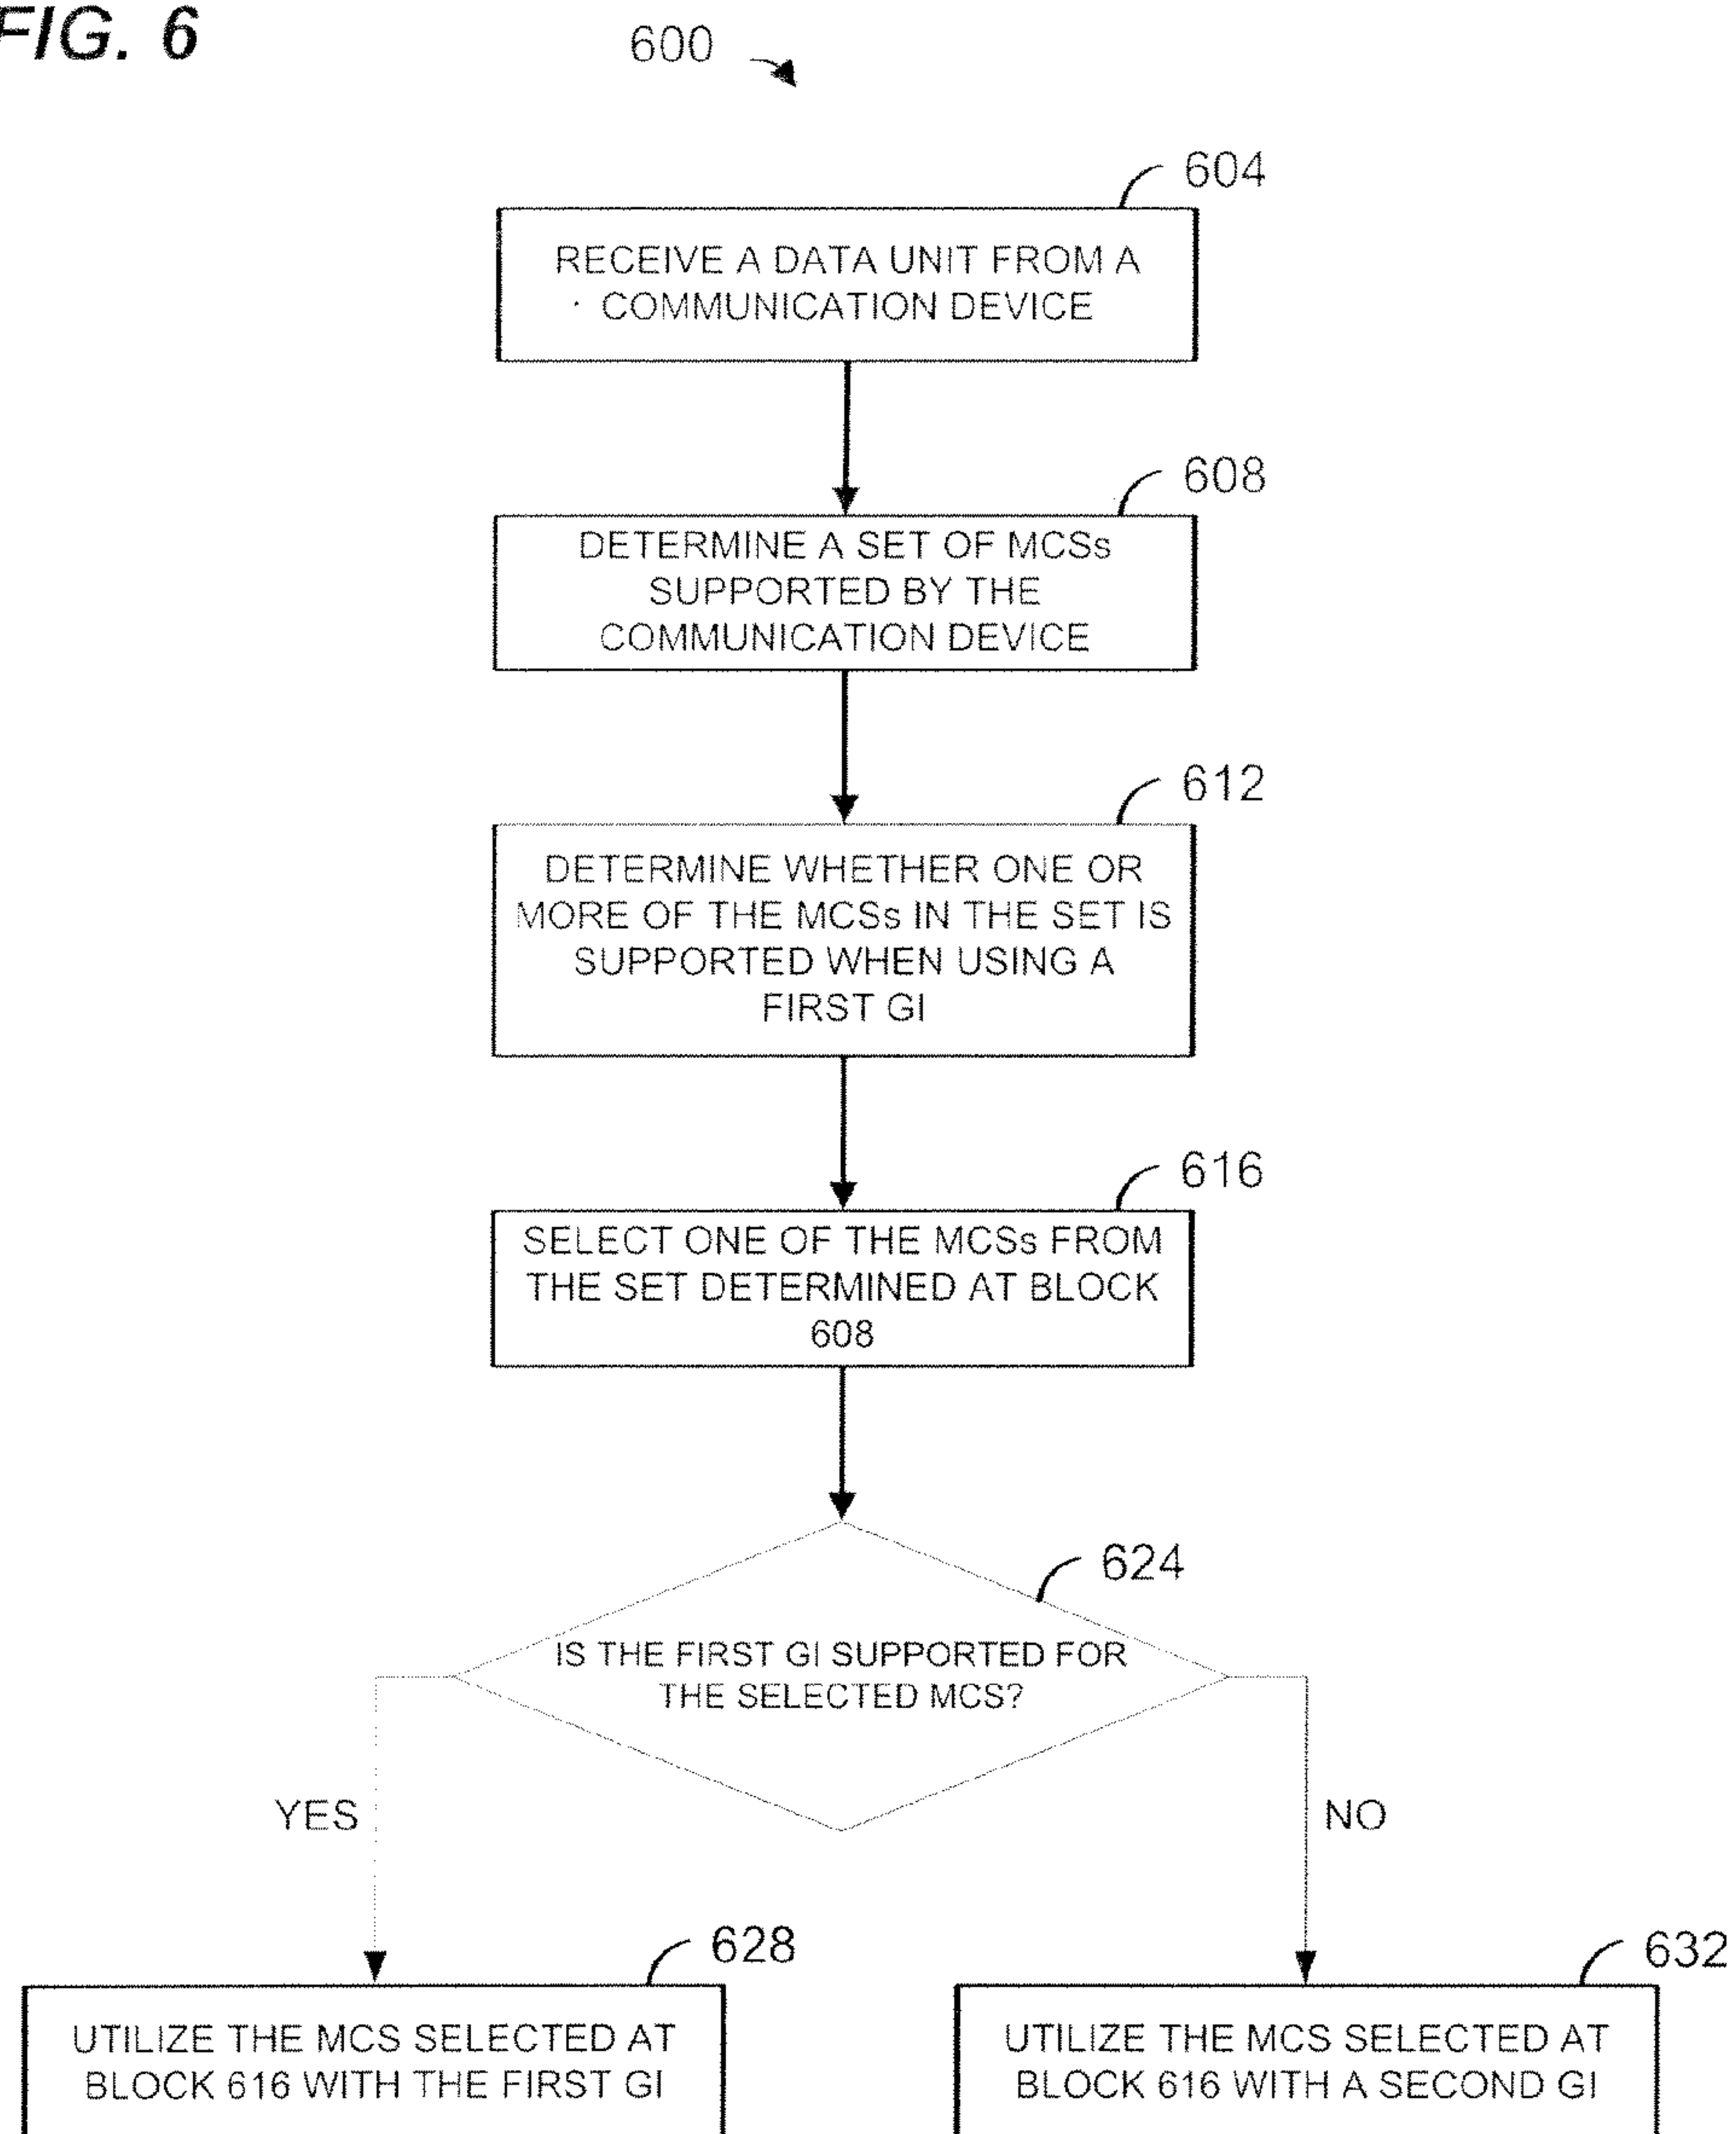 FIG. 6
600
604
RECEIVE A DATA UNIT FROM A
COMMUNICATION DEVICE
608
DETERMINE A SET OF MCSs
SUPPORTED BY THE
COMMUNICATION DEVICE
612
DETERMINE WHETHER ONE OR
MORE OF THE MCSs IN THE SET IS
SUPPORTED WHEN USING A
FIRST GI
616
SELECT ONE OF THE MCSs FROM
THE SET DETERMINED AT BLOCK
608
624
IS THE FIRST GI SUPPORTED FOR
THE SELECTED MCS?
YES
NO
628
UTILIZE THE MCS SELECTED AT
BLOCK 616 WITH THE FIRST GI
632
UTILIZE THE MCS SELECTED AT
BLOCK 616 WITH A SECOND GI